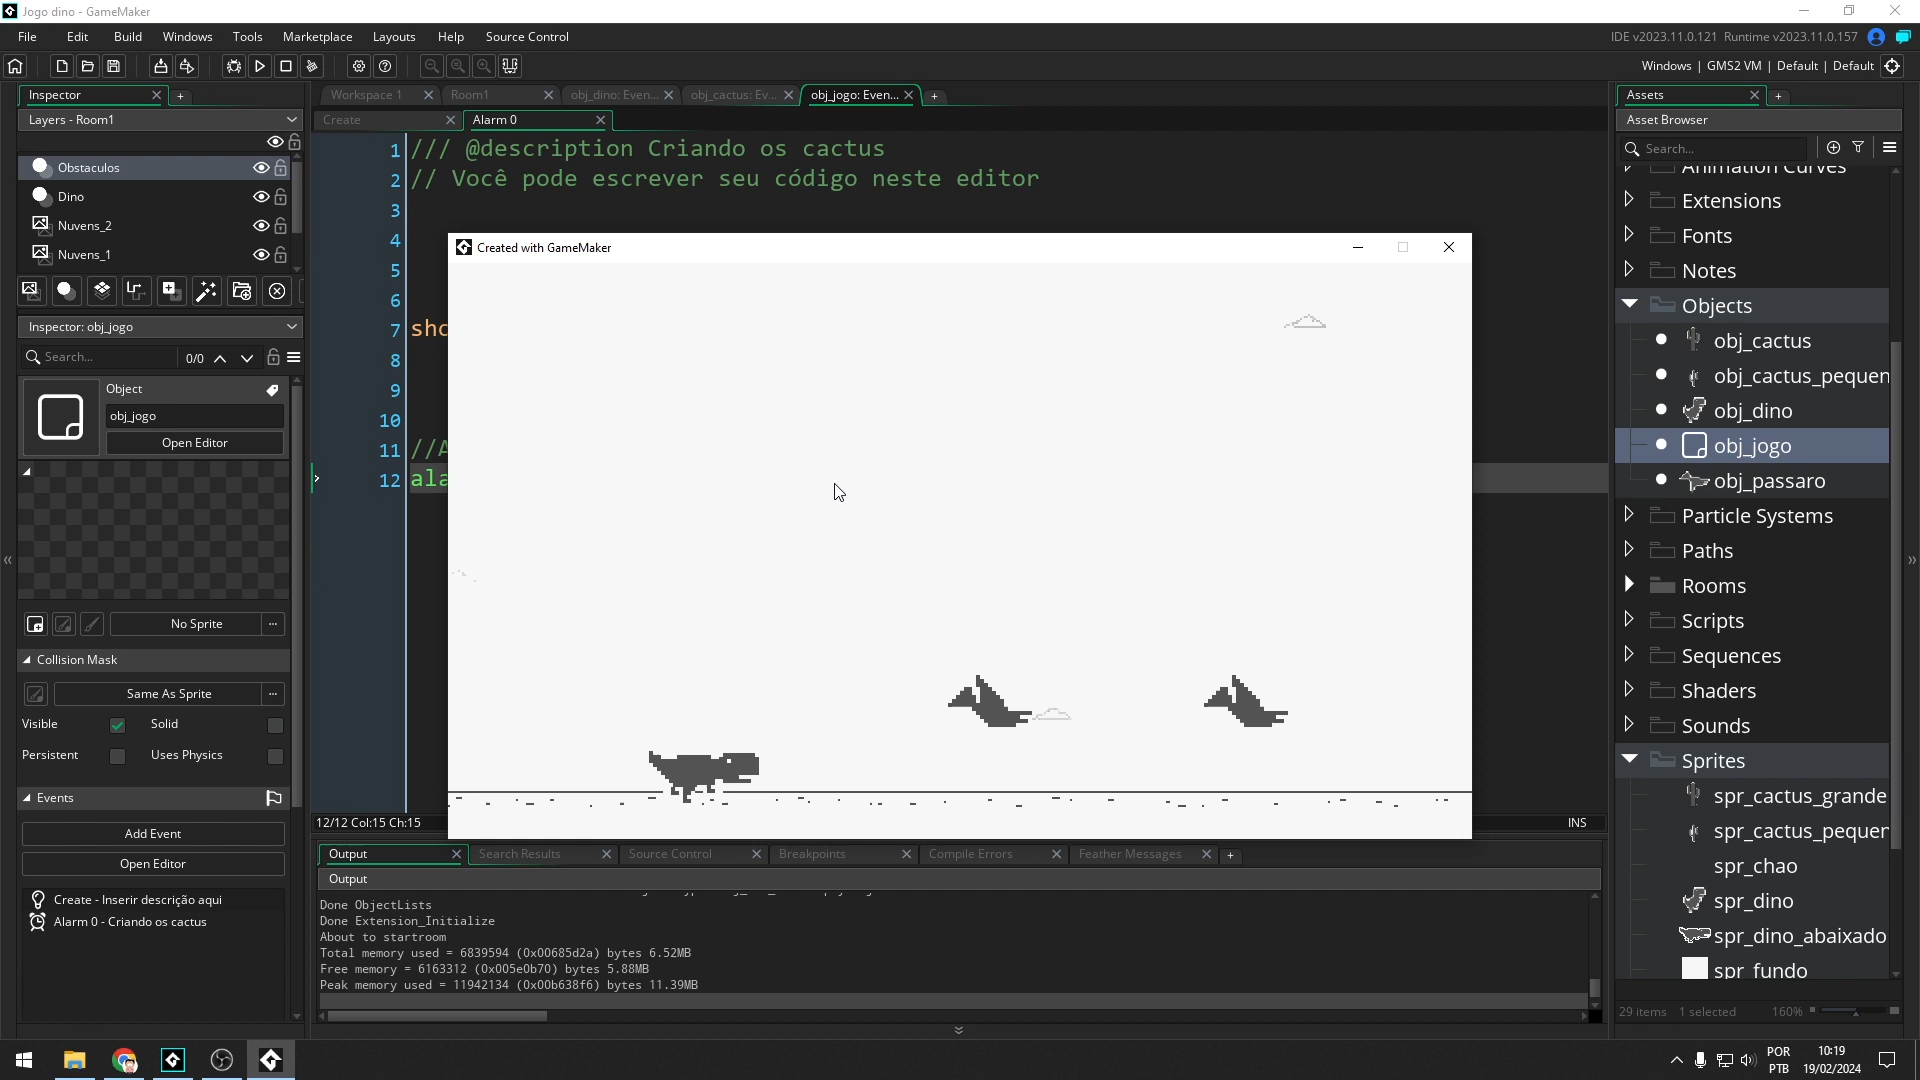 Jogo dino - GameMaker
File Edit Build Windows Tools Marketplace Layouts Help Source Control
IDE v2023.11.0.121 Runtime v2023.11.0.157
Windows | GMS2 VM | Default | Default
Inspector
Workspace 1
Room1
obj_dino: Even...
obj_cactus: Ev...
obj_jogo: Even...
Layers - Room1
Obstaculos
Dino
Nuvens_2
Nuvens_1
Inspector: obj_jogo
Search...
0/0
Object
obj_jogo
Open Editor
No Sprite
...
Collision Mask
Same As Sprite
...
Visible
Solid
Persistent
Uses Physics
Events
Add Event
Open Editor
Create - Inserir descrição aqui
Alarm 0 - Criando os cactus
Create
Alarm 0
1 /// @description Criando os cactus
2 // Você pode escrever seu código neste editor
3
4
5
6
7 sho
8
9
10
11 //A
12 ala
Created with GameMaker
12/12 Col:15 Ch:15
INS
Output
Search Results
Source Control
Breakpoints
Compile Errors
Feather Messages
Output
Done ObjectLists
Done Extension_Initialize
About to startroom
Total memory used = 6839594 (0x00685d2a) bytes 6.52MB
Free memory = 6163312 (0x005e0b70) bytes 5.88MB
Peak memory used = 11942134 (0x00b638f6) bytes 11.39MB
Assets
Asset Browser
Search...
Animation Curves
Extensions
Fonts
Notes
Objects
obj_cactus
obj_cactus_pequen
obj_dino
obj_jogo
obj_passaro
Particle Systems
Paths
Rooms
Scripts
Sequences
Shaders
Sounds
Sprites
spr_cactus_grande
spr_cactus_pequen
spr_chao
spr_dino
spr_dino_abaixado
spr_fundo
29 items 1 selected 160%
POR
PTB
10:19
19/02/2024